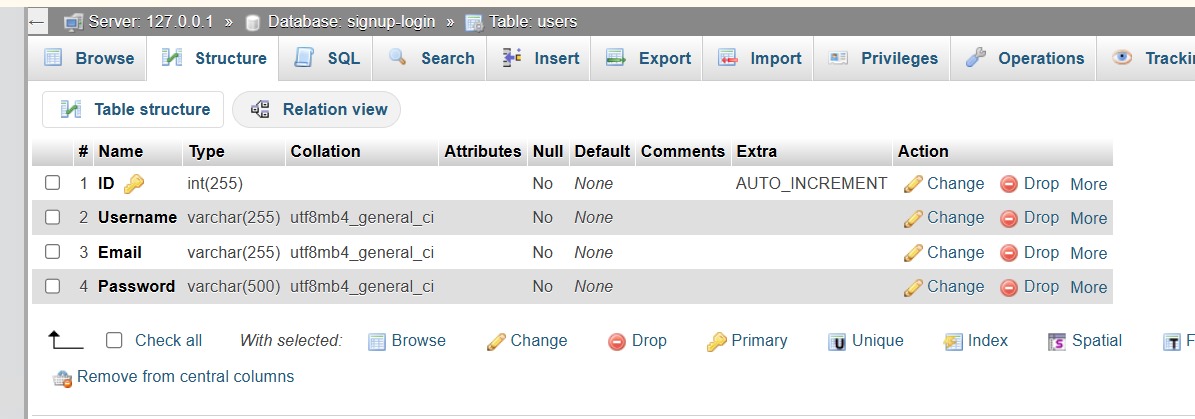 ← Server: 127.0.0.1 » Database: signup-login » Table: users
Browse Structure SQL Search Insert Export Import Privileges Operations Tracki
Table structure Relation view
# Name Type Collation Attributes Null Default Comments Extra Action
1 ID int(255) No None AUTO_INCREMENT Change Drop More
2 Username varchar(255) utf8mb4_general_ci No None Change Drop More
3 Email varchar(255) utf8mb4_general_ci No None Change Drop More
4 Password varchar(500) utf8mb4_general_ci No None Change Drop More
Check all With selected: Browse Change Drop Primary U Unique Index S Spatial T F
Remove from central columns